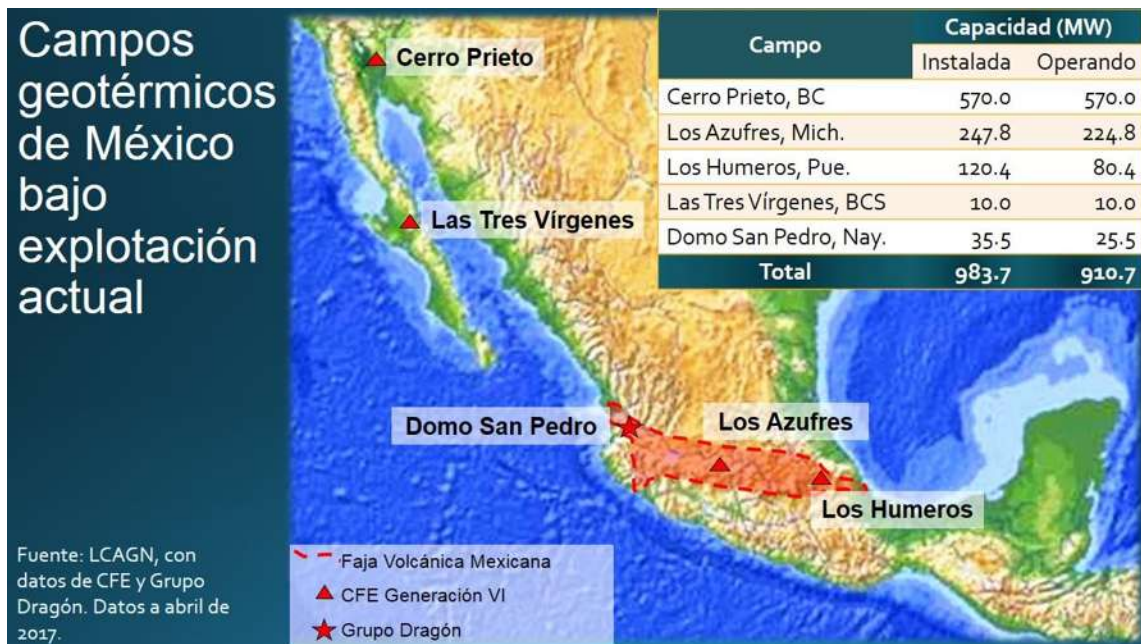 Campos
geotérmicos
de México
bajo
explotación
actual
Campo
Capacidad (MW)
Instalada Operando
Cerro Prieto, BC 570.0 570.0
Los Azufres, Mich. 247.8 224.8
Los Humeros, Pue. 120.4 80.4
Las Tres Vírgenes, BCS 10.0 10.0
Domo San Pedro, Nay. 35.5 25.5
Total 983.7 910.7
Cerro Prieto
Las Tres Vírgenes
Domo San Pedro
Los Azufres
Los Humeros
Faja Volcánica Mexicana
CFE Generación VI
Grupo Dragón
Fuente: LCAGN, con
datos de CFE y Grupo
Dragón. Datos a abril de
2017.